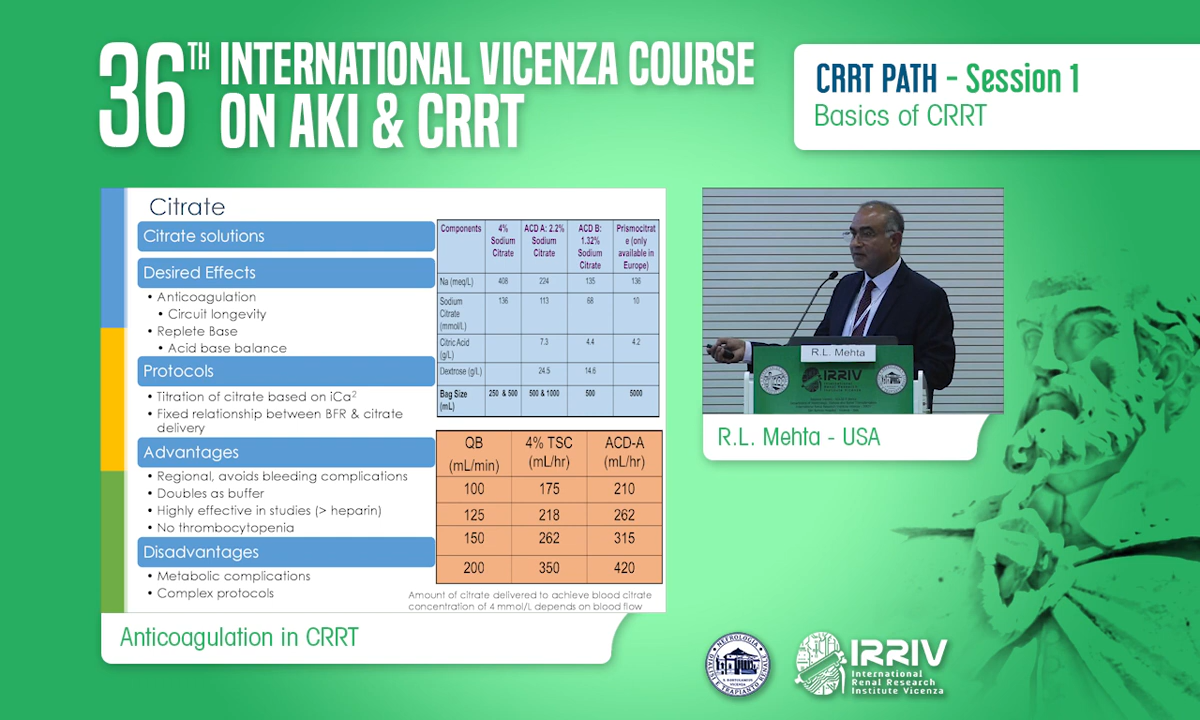 36TH INTERNATIONAL VICENZA COURSE
ON AKI & CRRT
CRRT PATH - Session 1
Basics of CRRT
Citrate
Citrate solutions
Desired Effects
• Anticoagulation
• Circuit longevity
• Replete Base
• Acid base balance
Protocols
• Titration of citrate based on iCa2
• Fixed relationship between BFR & citrate
delivery
Advantages
• Regional, avoids bleeding complications
• Doubles as buffer
• Highly effective in studies (> heparin)
• No thrombocytopenia
Disadvantages
• Metabolic complications
• Complex protocols
Components
4%
Sodium
Citrate
ACD A: 2.2%
Sodium
Citrate
ACD B:
1.32%
Sodium
Citrate
Prismocitrat
e (only
available in
Europe)
Na (meq/L) 408 224 135 136
Sodium 136 113 68 10
Citrate
(mmol/L)
Citric Acid 7.3 4.4 4.2
(g/L)
Dextrose (g/L) 24.5 14.6
Bag Size 250 & 500 500 & 1000 500 5000
(mL)
QB 4% TSC ACD-A
(mL/min) (mL/hr) (mL/hr)
100 175 210
125 218 262
150 262 315
200 350 420
Amount of citrate delivered to achieve blood citrate
concentration of 4 mmol/L depends on blood flow
Anticoagulation in CRRT
R.L. Mehta
IRRIV
R.L. Mehta - USA
NEFROLOGIA
DIALISI E TRAPIANTO RENALE
S. BORTOLO
VICENZA
IRRIV
International
Renal Research
Institute Vicenza